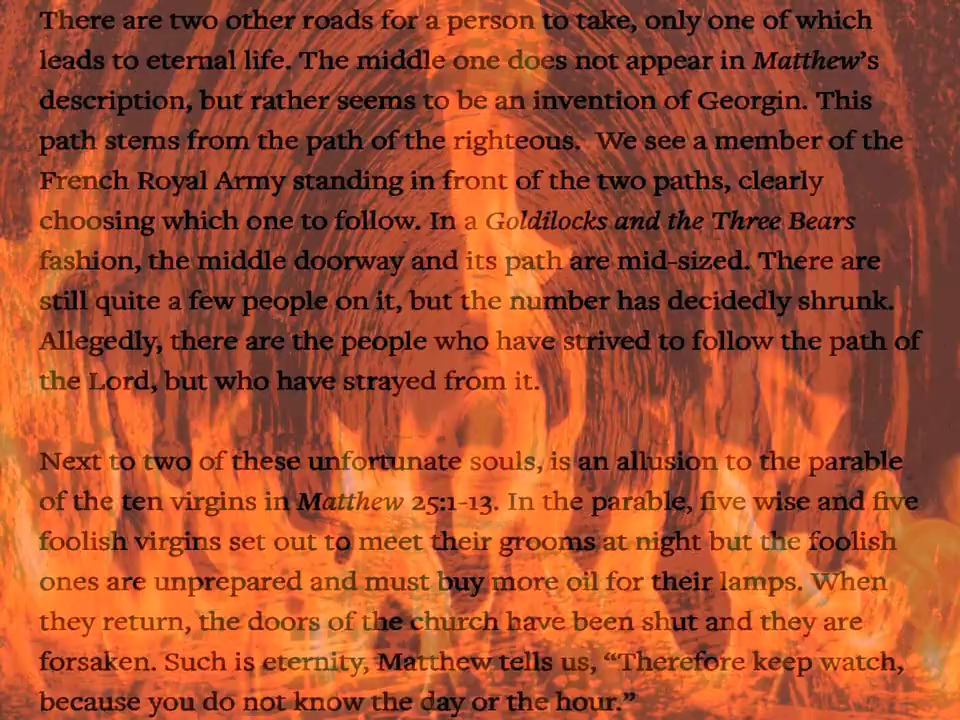 There are two other roads for a person to take, only one of which
leads to eternal life. The middle one does not appear in Matthew's
description, but rather seems to be an invention of Georgin. This
path stems from the path of the righteous.  We see a member of the
French Royal Army standing in front of the two paths, clearly
choosing which one to follow. In a Goldilocks and the Three Bears
fashion, the middle doorway and its path are mid-sized. There are
still quite a few people on it, but the number has decidedly shrunk.
Allegedly, there are the people who have strived to follow the path of
the Lord, but who have strayed from it.
Next to two of these unfortunate souls, is an allusion to the parable
of the ten virgins in Matthew 25:1-13. In the parable, five wise and five
foolish virgins set out to meet their grooms at night but the foolish
ones are unprepared and must buy more oil for their lamps. When
they return, the doors of the church have been shut and they are
forsaken. Such is eternity, Matthew tells us, “Therefore keep watch,
because you do not know the day or the hour.”